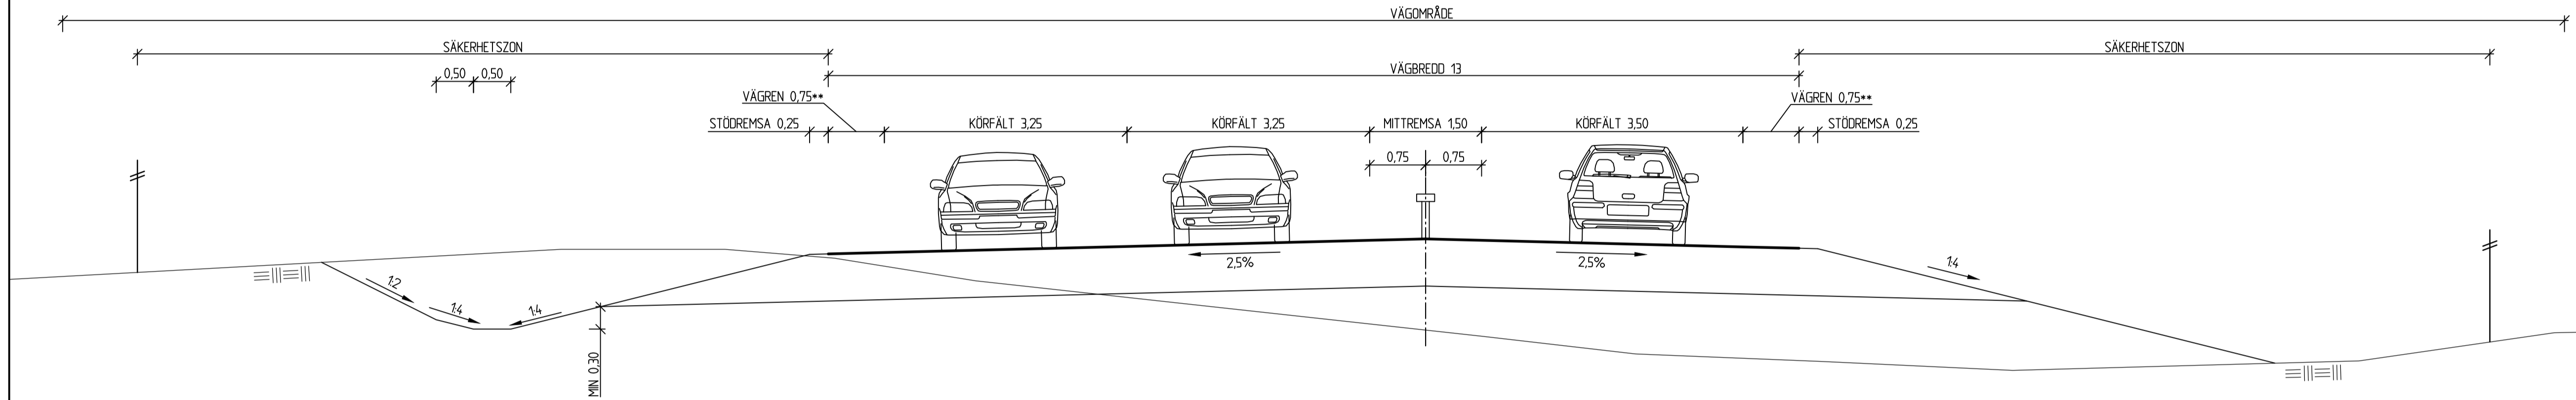 VÄGOMRÅDE
SÄKERHETSZON
SÄKERHETSZON
0,50 0,50
VÄGBREDD 13
VÄGREN 0,75**
VÄGREN 0,75**
STÖDREMSA 0,25
KÖRFÄLT 3,25
KÖRFÄLT 3,25
MITTREMSA 1,50
KÖRFÄLT 3,50
STÖDREMSA 0,25
0,75 0,75
2,5%
2,5%
1:4
1:2
1:4
1:4
MIN 0,30